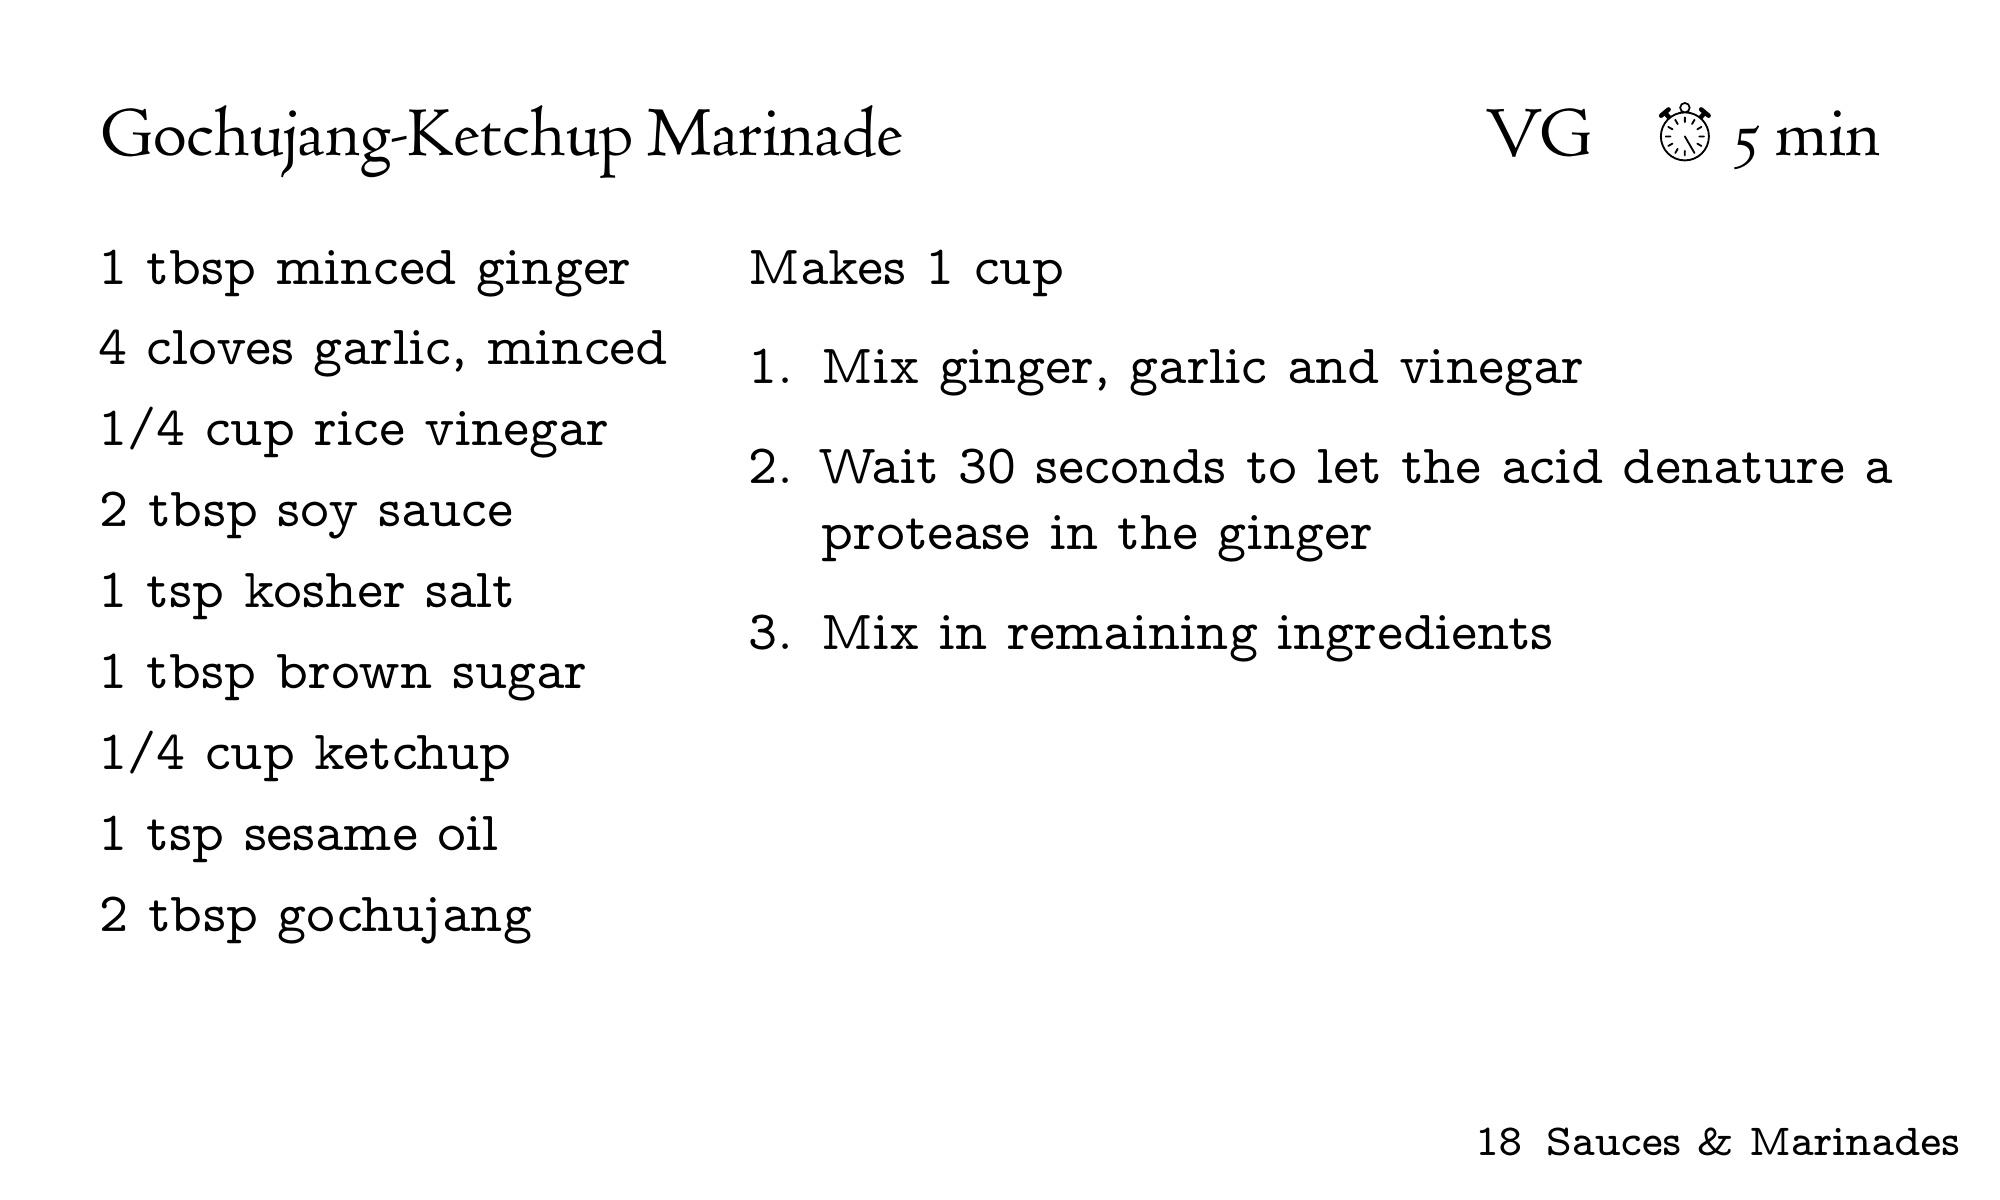 Gochujang-Ketchup Marinade
VG 5 min
1 tbsp minced ginger
4 cloves garlic, minced
1/4 cup rice vinegar
2 tbsp soy sauce
1 tsp kosher salt
1 tbsp brown sugar
1/4 cup ketchup
1 tsp sesame oil
2 tbsp gochujang
Makes 1 cup
1. Mix ginger, garlic and vinegar
2. Wait 30 seconds to let the acid denature a
protease in the ginger
3. Mix in remaining ingredients
18 Sauces & Marinades